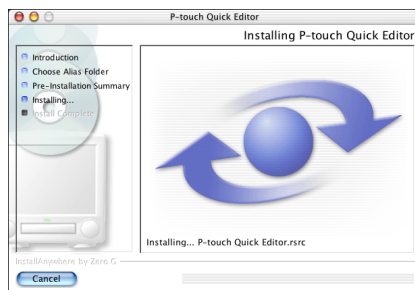 P-touch Quick Editor
Installing P-touch Quick Editor
Introduction
Choose Alias Folder
Pre-Installation Summary
Installing...
Install Complete
Installing... P-touch Quick Editor.rsrc
InstallAnywhere by Zero G
Cancel